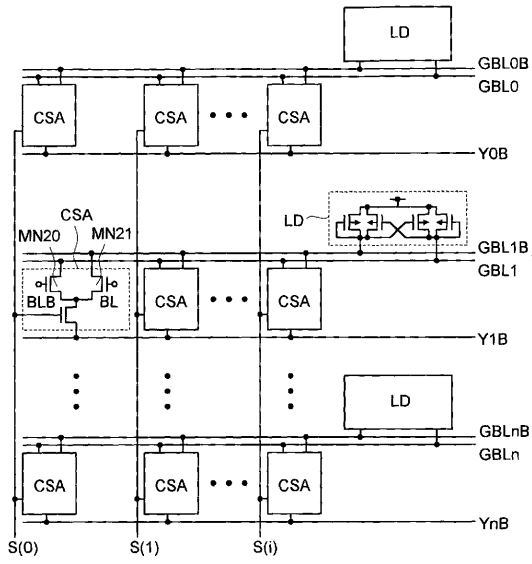 LD
GBL0B
GBL0
CSA CSA CSA
Y0B
CSA
LD
MN20 MN21
GBL1B
GBL1
BLB BL CSA CSA
Y1B
LD
GBLnB
GBLn
CSA CSA CSA
YnB
S(0) S(1) S(i)